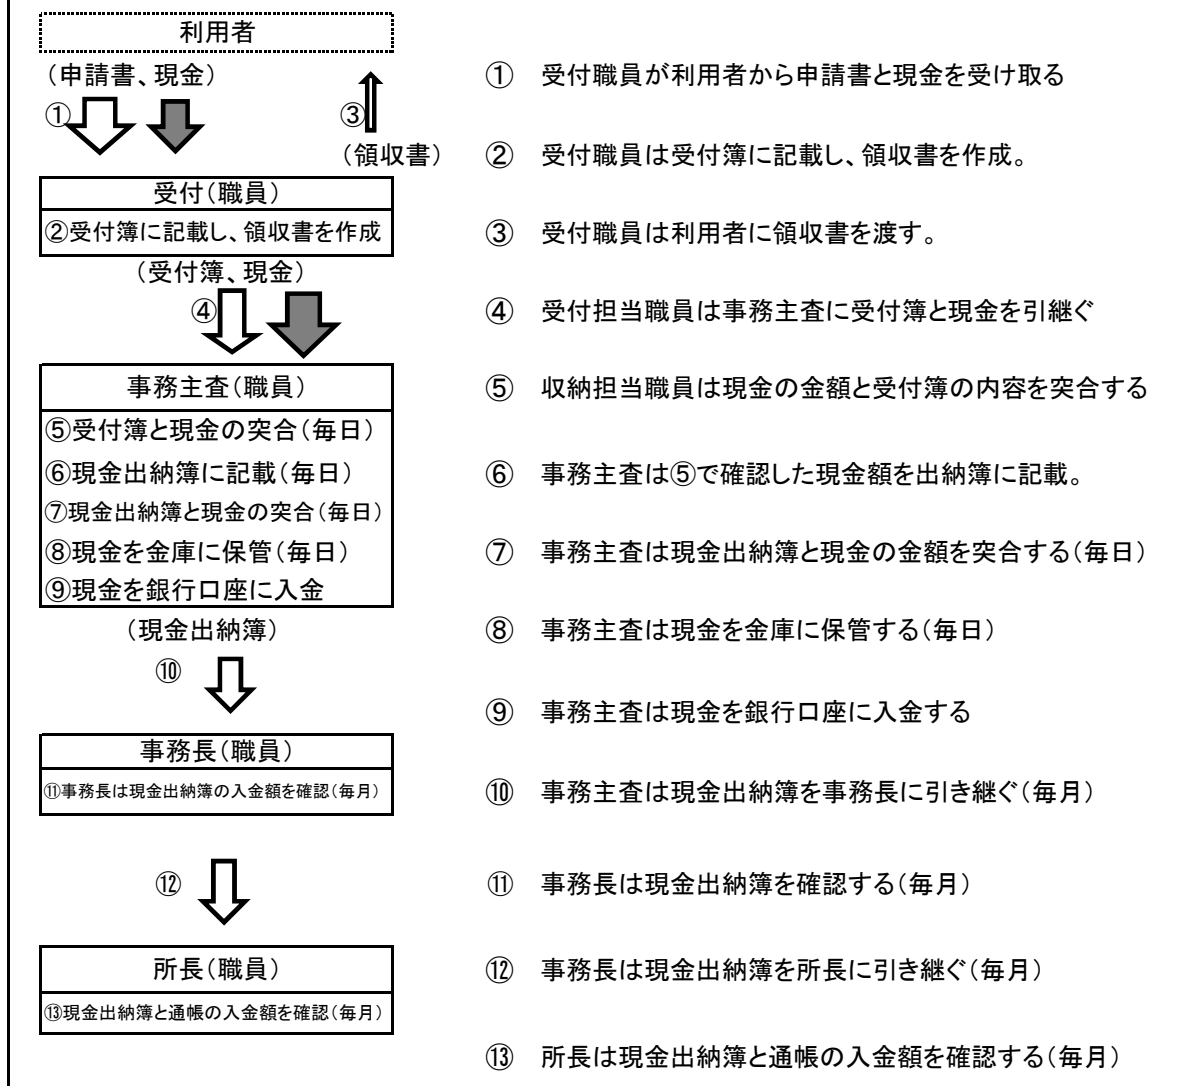 利用者
（申請書、現金）
①
③
（領収書）
受付（職員）
②受付簿に記載し、領収書を作成
（受付簿、現金）
④
事務主査（職員）
⑤受付簿と現金の突合（毎日）
⑥現金出納簿に記載（毎日）
⑦現金出納簿と現金の突合（毎日）
⑧現金を金庫に保管（毎日）
⑨現金を銀行口座に入金
（現金出納簿）
⑩
事務長（職員）
⑪事務長は現金出納簿の入金額を確認（毎月）
⑫
所長（職員）
⑬現金出納簿と通帳の入金額を確認（毎月）
① 受付職員が利用者から申請書と現金を受け取る
② 受付職員は受付簿に記載し、領収書を作成。
③ 受付職員は利用者に領収書を渡す。
④ 受付担当職員は事務主査に受付簿と現金を引継ぐ
⑤ 収納担当職員は現金の金額と受付簿の内容を突合する
⑥ 事務主査は⑤で確認した現金額を出納簿に記載。
⑦ 事務主査は現金出納簿と現金の金額を突合する（毎日）
⑧ 事務主査は現金を金庫に保管する（毎日）
⑨ 事務主査は現金を銀行口座に入金する
⑩ 事務主査は現金出納簿を事務長に引き継ぐ（毎月）
⑪ 事務長は現金出納簿を確認する（毎月）
⑫ 事務長は現金出納簿を所長に引き継ぐ（毎月）
⑬ 所長は現金出納簿と通帳の入金額を確認する（毎月）